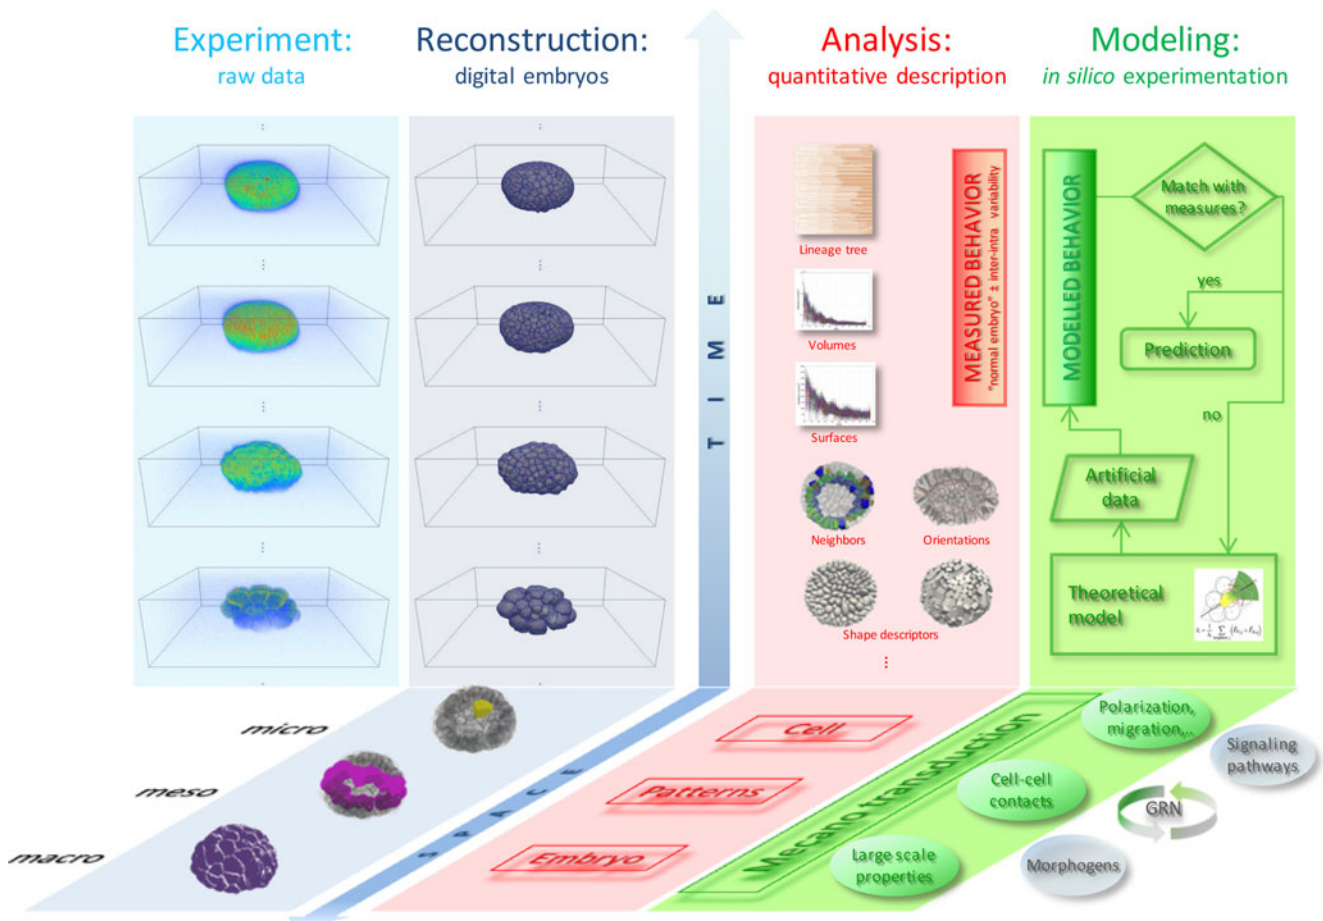 Experiment:
raw data
Reconstruction:
digital embryos
Analysis:
quantitative description
Modeling:
in silico experimentation
TIME
Lineage tree
Volumes
Surfaces
Neighbors
Orientations
Shape descriptors
MEASURED BEHAVIOR
"normal embryo" ± inter-intra variability
MODELLED BEHAVIOR
Match with
measures?
yes
Prediction
no
Artificial
data
Theoretical
model
micro
meso
macro
SPACE
Cell
Patterns
Embryo
Mecano transduction
Polarization,
migration,..
Cell-cell
contacts
Large scale
properties
Signaling
pathways
GRN
Morphogens